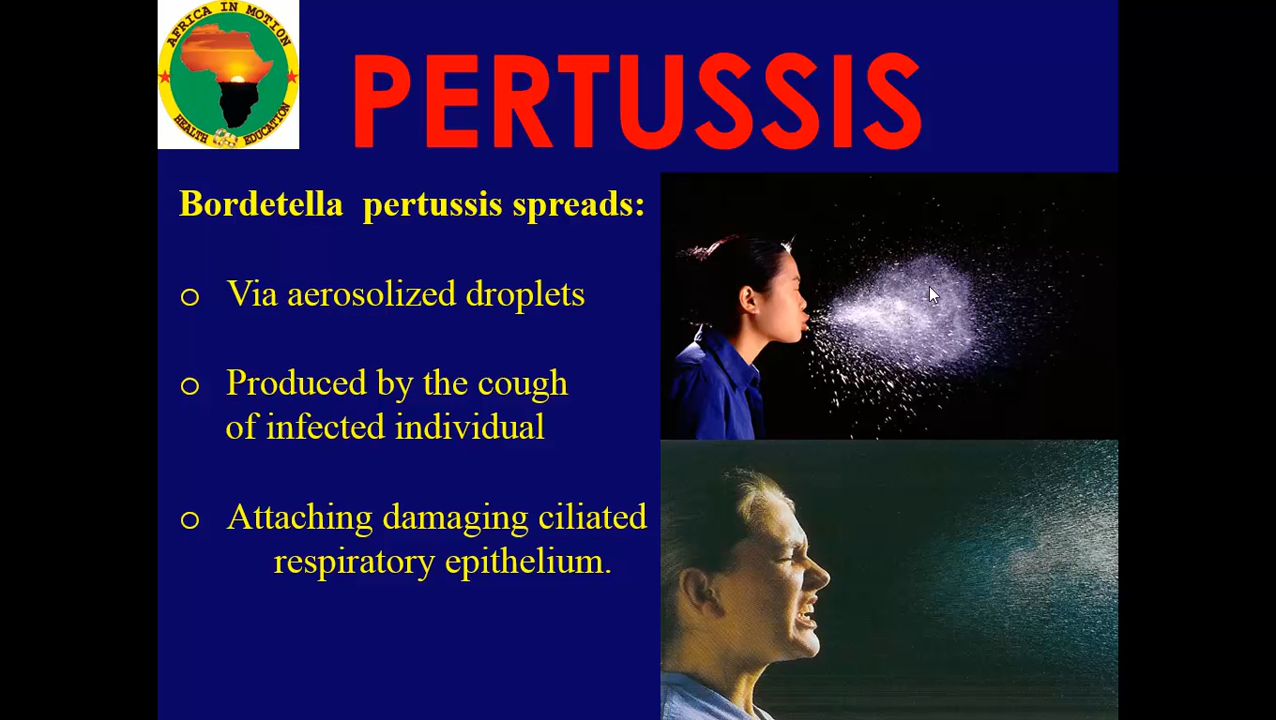 AFRICA IN MOTION
HEALTH EDUCATION
PERTUSSIS
Bordetella pertussis spreads:
o Via aerosolized droplets
o Produced by the cough
of infected individual
o Attaching damaging ciliated
respiratory epithelium.